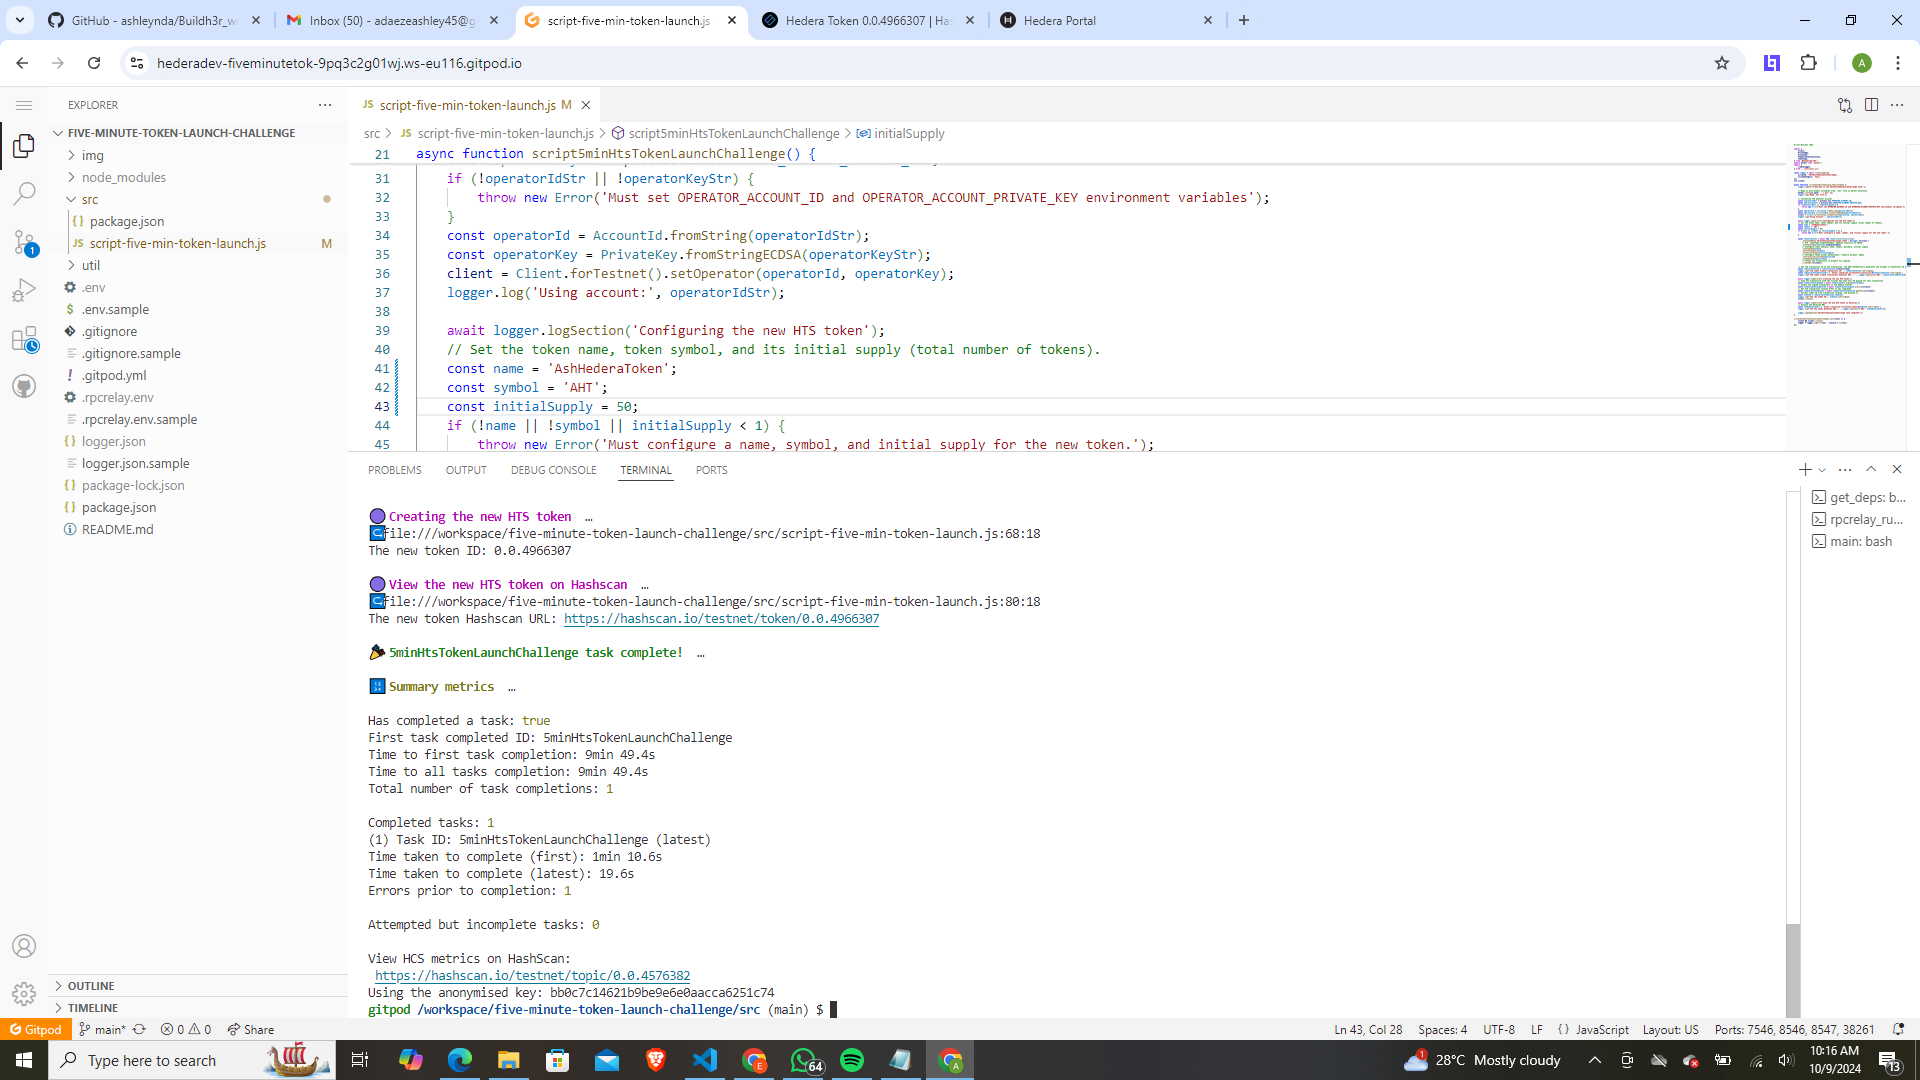 GitHub - ashleynda/Buildh3r_w
Inbox (50) - adaezeashley45@g
script-five-min-token-launch.js
Hedera Token 0.0.4966307 | Has
Hedera Portal
hederadev-fiveminutetok-9pq3c2g01wj.ws-eu116.gitpod.io
A
EXPLORER
FIVE-MINUTE-TOKEN-LAUNCH-CHALLENGE
img
node_modules
src
{} package.json
JS script-five-min-token-launch.js M
util
.env
$ .env.sample
.gitignore
.gitignore.sample
! .gitpod.yml
.rpcrelay.env
.rpcrelay.env.sample
{} logger.json
logger.json.sample
{} package-lock.json
{} package.json
README.md
OUTLINE
TIMELINE
1
JS script-five-min-token-launch.js M
src > JS script-five-min-token-launch.js > script5minHtsTokenLaunchChallenge > initialSupply
21 async function script5minHtsTokenLaunchChallenge() {
31 if (!operatorIdStr || !operatorKeyStr) {
32 throw new Error('Must set OPERATOR_ACCOUNT_ID and OPERATOR_ACCOUNT_PRIVATE_KEY environment variables');
33 }
34 const operatorId = AccountId.fromString(operatorIdStr);
35 const operatorKey = PrivateKey.fromStringECDSA(operatorKeyStr);
36 client = Client.forTestnet().setOperator(operatorId, operatorKey);
37 logger.log('Using account:', operatorIdStr);
38
39 await logger.logSection('Configuring the new HTS token');
40 // Set the token name, token symbol, and its initial supply (total number of tokens).
41 const name = 'AshHederaToken';
42 const symbol = 'AHT';
43 const initialSupply = 50;
44 if (!name || !symbol || initialSupply < 1) {
45 throw new Error('Must configure a name, symbol, and initial supply for the new token.');
PROBLEMS OUTPUT DEBUG CONSOLE TERMINAL PORTS
get_deps: b...
rpcrelay_ru...
main: bash
Creating the new HTS token …
file:///workspace/five-minute-token-launch-challenge/src/script-five-min-token-launch.js:68:18
The new token ID: 0.0.4966307
View the new HTS token on Hashscan …
file:///workspace/five-minute-token-launch-challenge/src/script-five-min-token-launch.js:80:18
The new token Hashscan URL: https://hashscan.io/testnet/token/0.0.4966307
5minHtsTokenLaunchChallenge task complete! …
Summary metrics …
Has completed a task: true
First task completed ID: 5minHtsTokenLaunchChallenge
Time to first task completion: 9min 49.4s
Time to all tasks completion: 9min 49.4s
Total number of task completions: 1
Completed tasks: 1
(1) Task ID: 5minHtsTokenLaunchChallenge (latest)
Time taken to complete (first): 1min 10.6s
Time taken to complete (latest): 19.6s
Errors prior to completion: 1
Attempted but incomplete tasks: 0
View HCS metrics on HashScan:
https://hashscan.io/testnet/topic/0.0.4576382
Using the anonymised key: bb0c7c14621b9be9e6e0aacca6251c74
gitpod /workspace/five-minute-token-launch-challenge/src (main) $
Gitpod main* 0 0 Share
Ln 43, Col 28 Spaces: 4 UTF-8 LF {} JavaScript Layout: US Ports: 7546, 8546, 8547, 38261
Type here to search
E
64
A
1
28°C Mostly cloudy
10:16 AM
10/9/2024
13